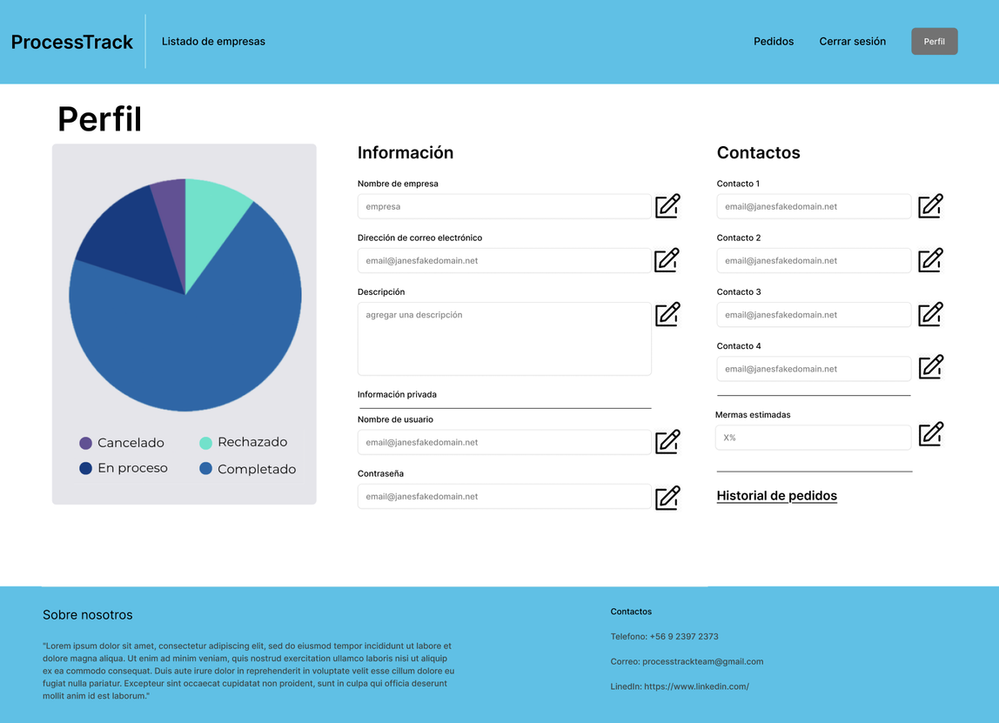 ProcessTrack
Listado de empresas
Pedidos
Cerrar sesión
Perfil
Perfil
Cancelado
Rechazado
En proceso
Completado
Información
Nombre de empresa
empresa
Dirección de correo electrónico
email@janesfakedomain.net
Descripción
agregar una descripción
Información privada
Nombre de usuario
email@janesfakedomain.net
Contraseña
email@janesfakedomain.net
Contactos
Contacto 1
email@janesfakedomain.net
Contacto 2
email@janesfakedomain.net
Contacto 3
email@janesfakedomain.net
Contacto 4
email@janesfakedomain.net
Mermas estimadas
X%
Historial de pedidos
Sobre nosotros
"Lorem ipsum dolor sit amet, consectetur adipiscing elit, sed do eiusmod tempor incididunt ut labore et
dolore magna aliqua. Ut enim ad minim veniam, quis nostrud exercitation ullamco laboris nisi ut aliquip
ex ea commodo consequat. Duis aute irure dolor in reprehenderit in voluptate velit esse cillum dolore eu
fugiat nulla pariatur. Excepteur sint occaecat cupidatat non proident, sunt in culpa qui officia deserunt
mollit anim id est laborum."
Contactos
Telefono: +56 9 2397 2373
Correo: processtrackteam@gmail.com
LinedIn: https://www.linkedin.com/